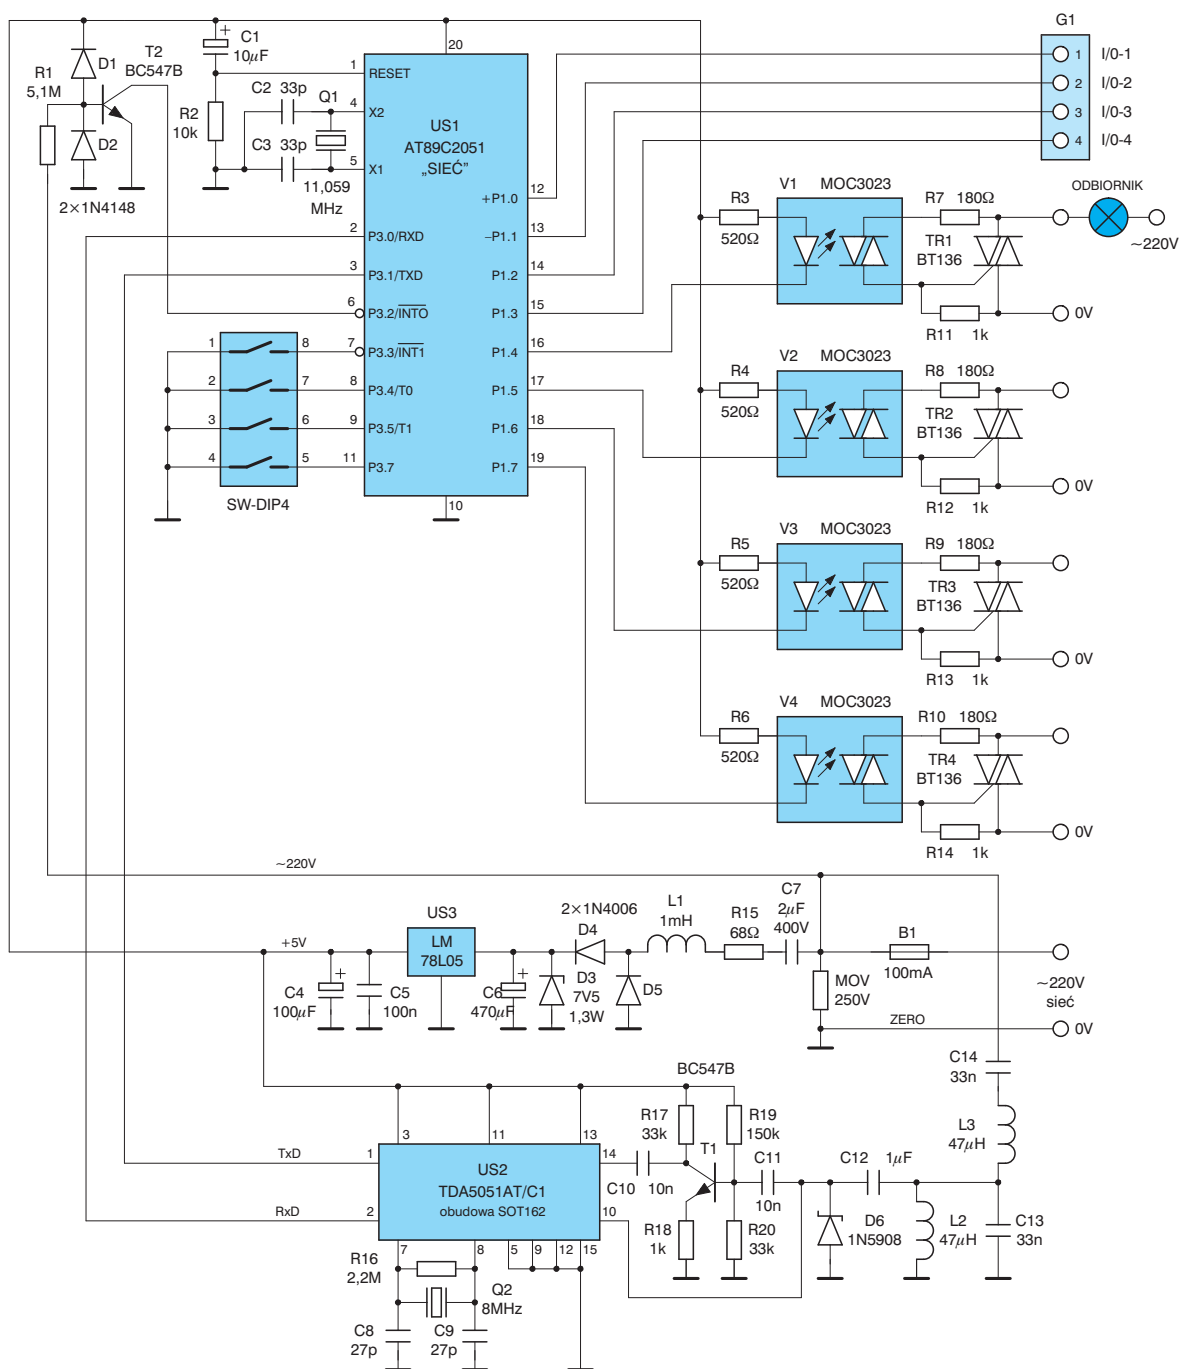 G1
1 I/0-1
2 I/0-2
3 I/0-3
4 I/0-4
C1
10µF
T2
BC547B
D1
R1
5,1M
D2
2×1N4148
R2
10k
C2 33p
C3 33p
Q1
11,059
MHz
20
1 RESET
4 X2
5 X1
US1
AT89C2051
„SIEĆ”
2 P3.0/RXD
3 P3.1/TXD
6 P3.2/INTO
7 P3.3/INT1
8 P3.4/T0
9 P3.5/T1
11 P3.7
10
+P1.0 12
–P1.1 13
P1.2 14
P1.3 15
P1.4 16
P1.5 17
P1.6 18
P1.7 19
1 8
2 7
3 6
4 5
SW-DIP4
R3
520Ω
V1 MOC3023
R7 180Ω
TR1
BT136
R11 1k
ODBIORNIK
~220V
0V
R4
520Ω
V2 MOC3023
R8 180Ω
TR2
BT136
R12 1k
0V
R5
520Ω
V3 MOC3023
R9 180Ω
TR3
BT136
R13 1k
0V
R6
520Ω
V4 MOC3023
R10 180Ω
TR4
BT136
R14 1k
0V
~220V
+5V
C4
100µF
C5
100n
US3
LM
78L05
C6
470µF
2×1N4006
D4
D3
7V5
1,3W
D5
L1
1mH
R15
68Ω
C7
2µF
400V
B1
100mA
MOV
250V
~220V
sieć
ZERO
0V
C14
33n
L3
47µH
BC547B
R17
33k
R19
150k
T1
C10 10n
C11
10n
C12 1µF
R18
1k
R20
33k
D6
1N5908
L2
47µH
C13
33n
TxD
RxD
3 11 13
1 14
2 10
US2
TDA5051AT/C1
obudowa SOT162
7 8 5 9 12 15
R16
2,2M
Q2
8MHz
C8
27p
C9
27p